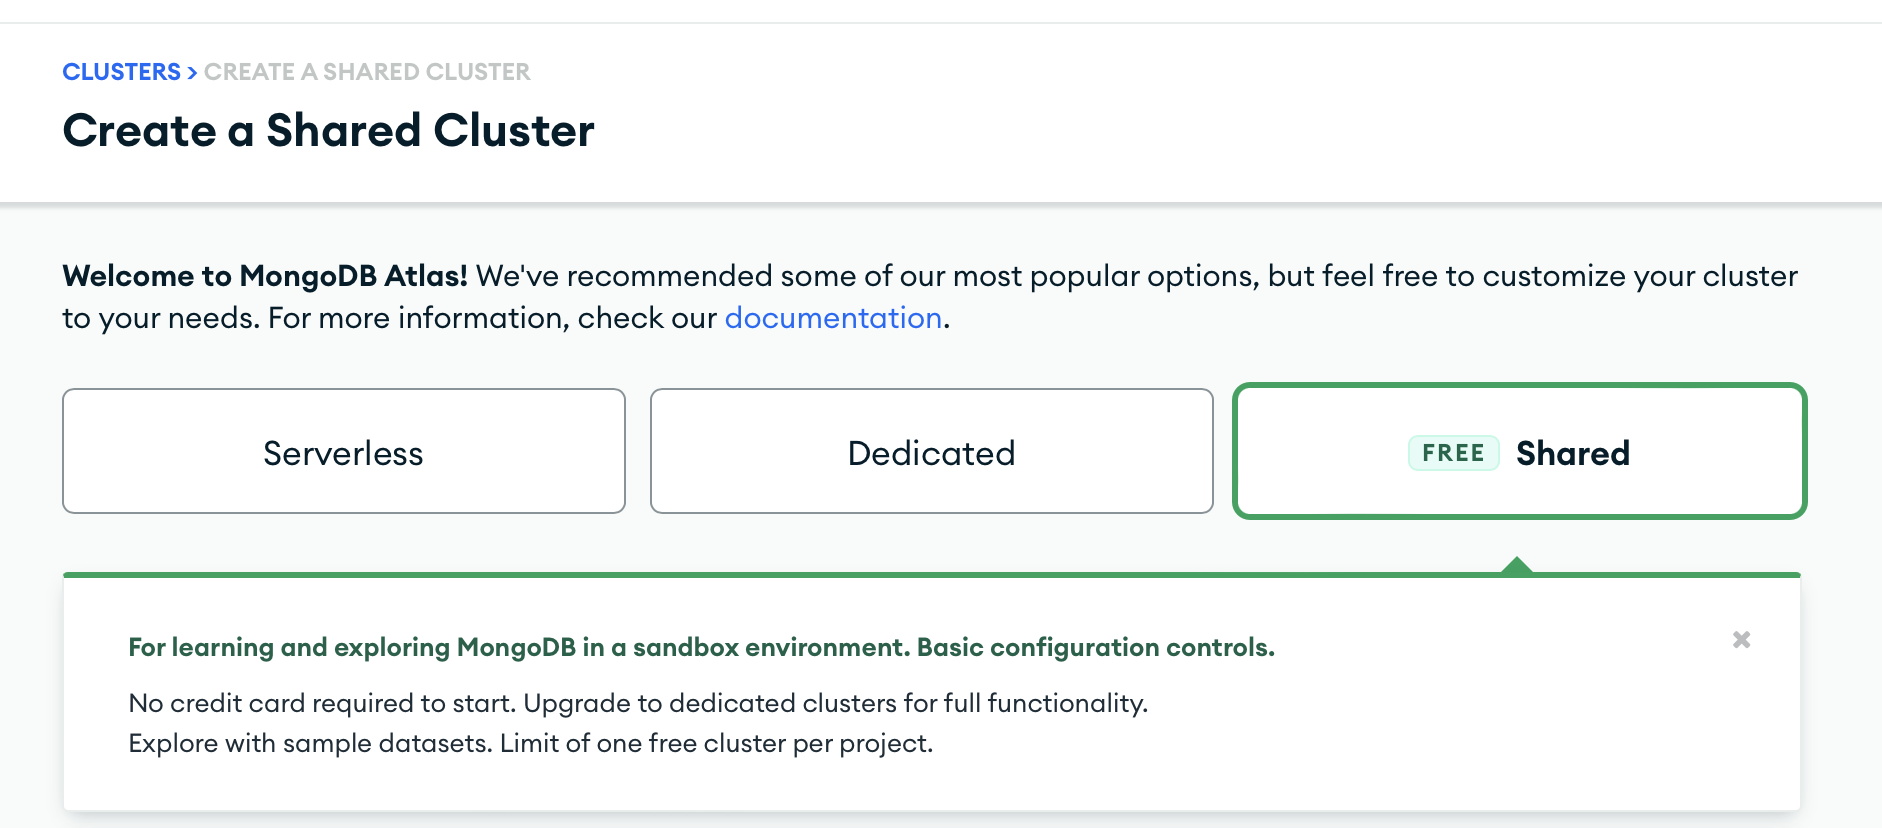 CLUSTERS > CREATE A SHARED CLUSTER
Create a Shared Cluster
Welcome to MongoDB Atlas! We've recommended some of our most popular options, but feel free to customize your cluster
to your needs. For more information, check our documentation.
Serverless
Dedicated
FREE Shared
For learning and exploring MongoDB in a sandbox environment. Basic configuration controls.
No credit card required to start. Upgrade to dedicated clusters for full functionality.
Explore with sample datasets. Limit of one free cluster per project.